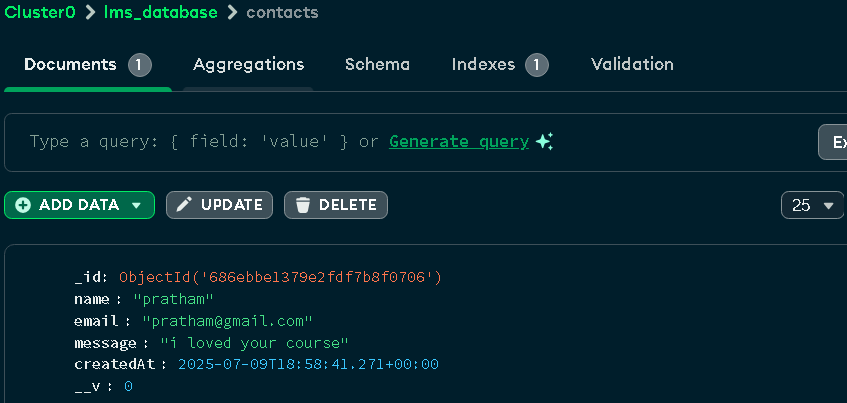 Cluster0 > lms_database > contacts
Documents 1 Aggregations Schema Indexes 1 Validation
Type a query: { field: 'value' } or Generate query
Ex
ADD DATA UPDATE DELETE 25
_id: ObjectId('686ebbe1379e2fdf7b8f0706')
name : "pratham"
email : "pratham@gmail.com"
message : "i loved your course"
createdAt : 2025-07-09T18:58:41.271+00:00
__v : 0